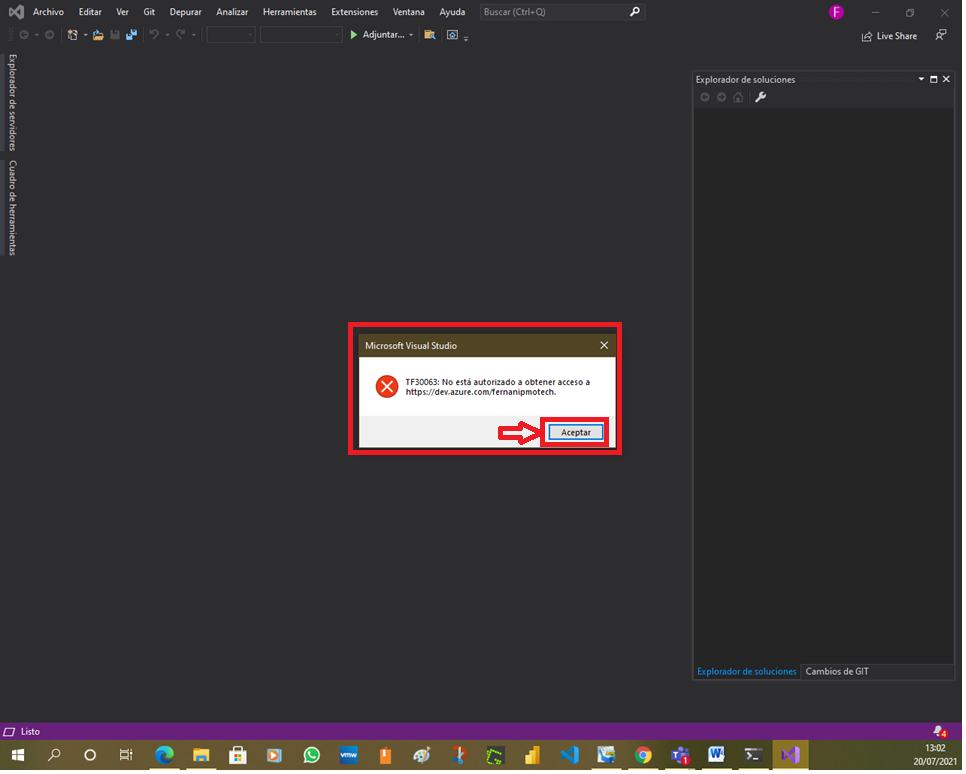 Archivo Editar Ver Git Depurar Analizar Herramientas Extensiones Ventana Ayuda Buscar (Ctrl+Q) F
Adjuntar... Live Share
Explorador de servidores
Cuadro de herramientas
Explorador de soluciones
Microsoft Visual Studio
TF30063: No está autorizado a obtener acceso a
https://dev.azure.com/fernanipmotech.
Aceptar
Explorador de soluciones Cambios de GIT
Listo 4
vmw T 1 W 13:02
20/07/2021